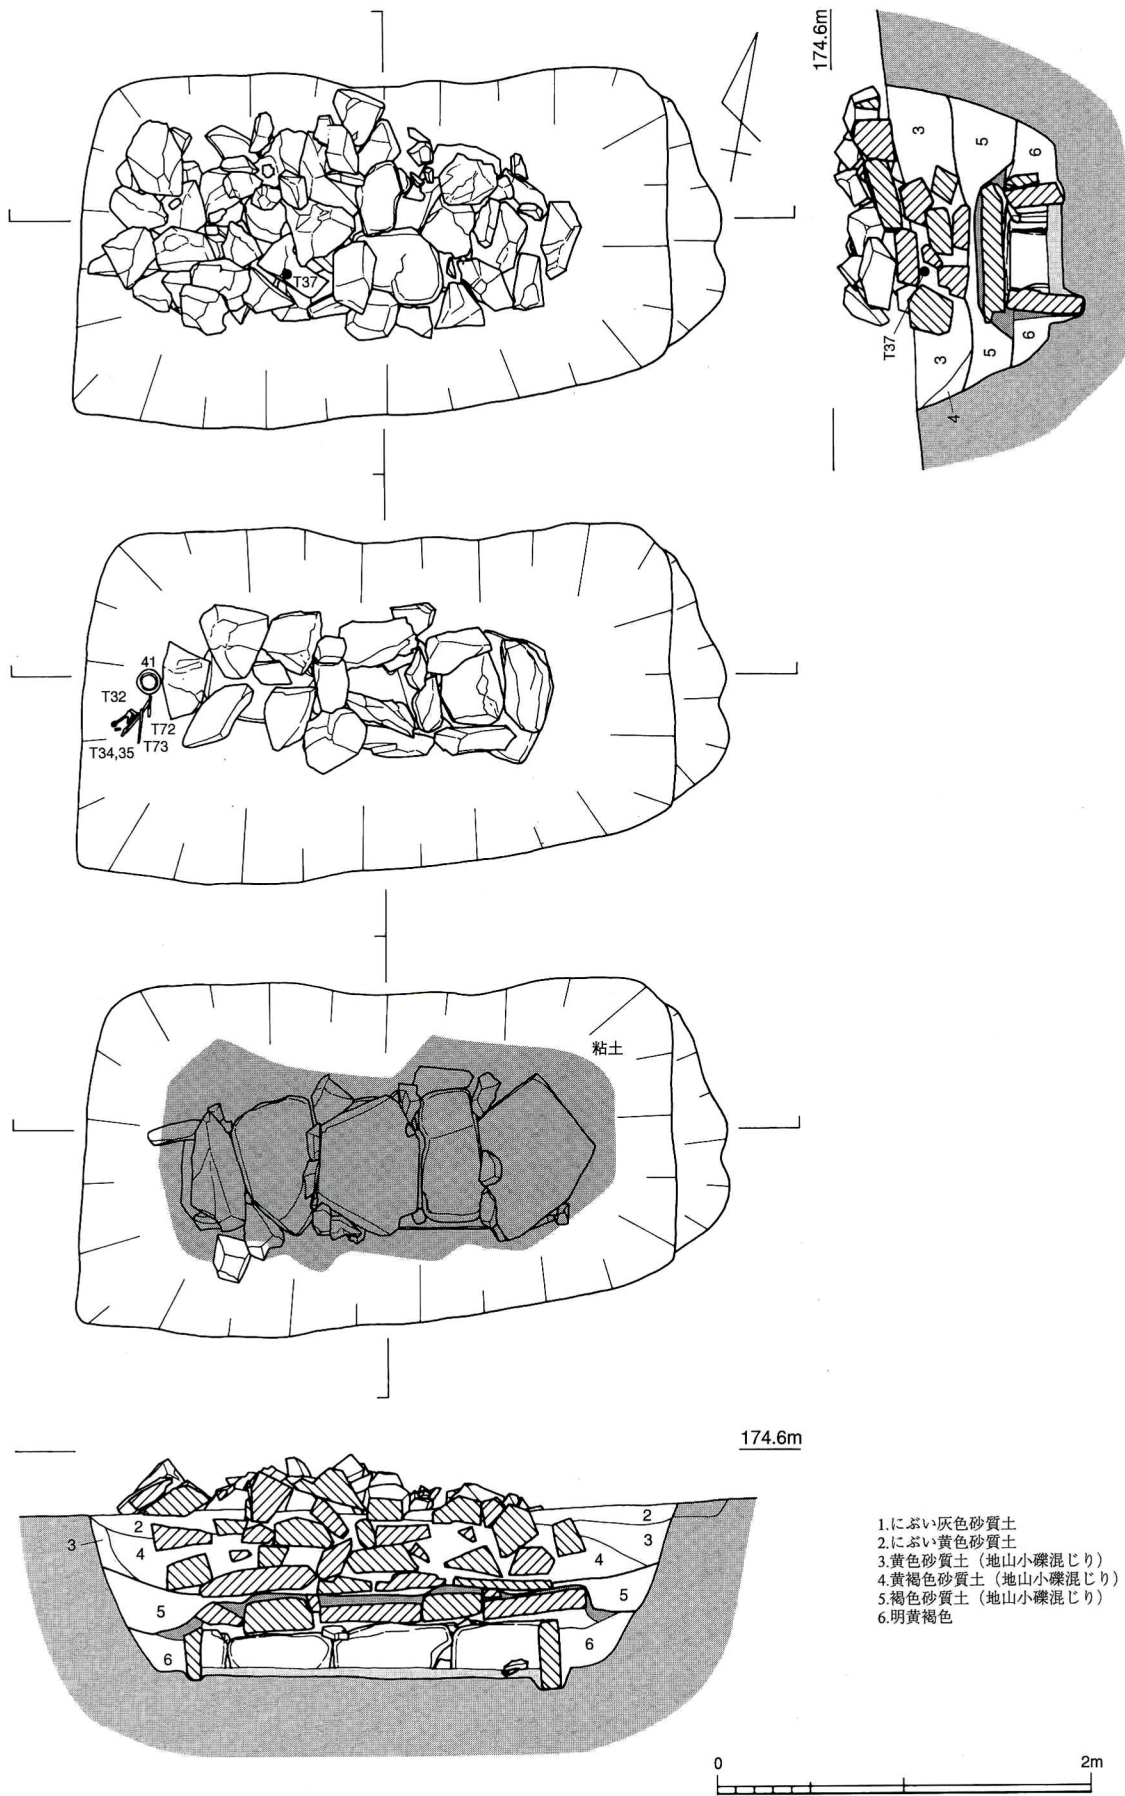 174.6m
3
5
6
T37
T37
3
5
6
4
41
T32
T72
T73
T34,35
粘土
174.6m
2
2
3
3
4
4
5
5
6
6
1.にぶい灰色砂質土
2.にぶい黄色砂質土
3.黄色砂質土(地山小礫混じり)
4.黄褐色砂質土(地山小礫混じり)
5.褐色砂質土(地山小礫混じり)
6.明黄褐色
0
2m